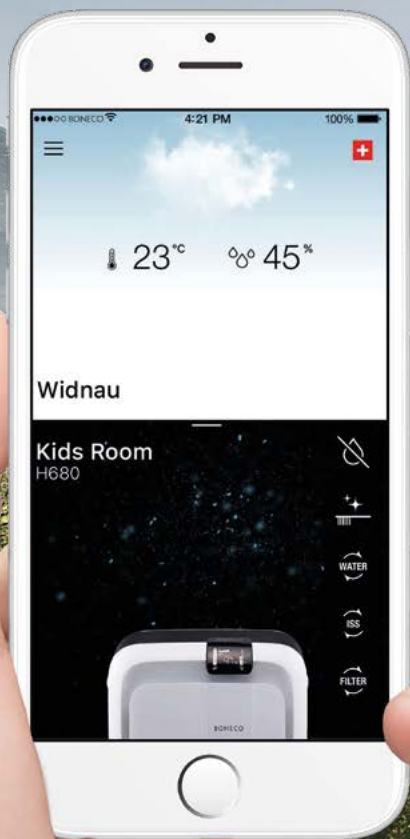 BONECO
4:21 PM
100%
23°C
45%
Widnau
Kids Room
H680
WATER
ISS
FILTER
BONECO